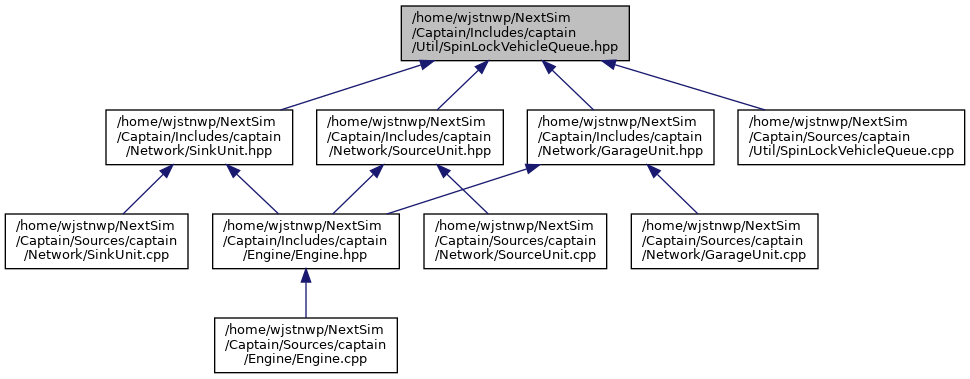 /home/wjstnwp/NextSim
/Captain/Includes/captain
/Util/SpinLockVehicleQueue.hpp
/home/wjstnwp/NextSim
/Captain/Includes/captain
/Network/SinkUnit.hpp
/home/wjstnwp/NextSim
/Captain/Includes/captain
/Network/SourceUnit.hpp
/home/wjstnwp/NextSim
/Captain/Includes/captain
/Network/GarageUnit.hpp
/home/wjstnwp/NextSim
/Captain/Sources/captain
/Util/SpinLockVehicleQueue.cpp
/home/wjstnwp/NextSim
/Captain/Sources/captain
/Network/SinkUnit.cpp
/home/wjstnwp/NextSim
/Captain/Includes/captain
/Engine/Engine.hpp
/home/wjstnwp/NextSim
/Captain/Sources/captain
/Network/SourceUnit.cpp
/home/wjstnwp/NextSim
/Captain/Sources/captain
/Network/GarageUnit.cpp
/home/wjstnwp/NextSim
/Captain/Sources/captain
/Engine/Engine.cpp